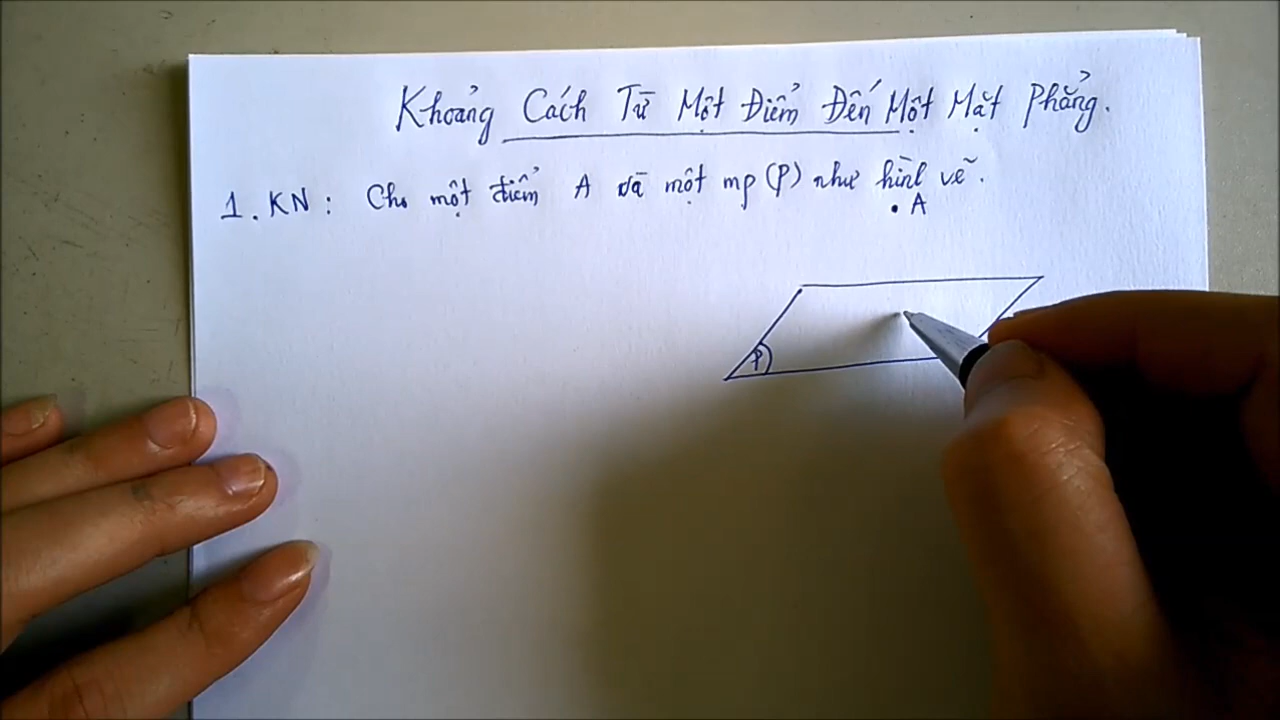 Khoảng Cách Từ Một Điểm Đến Một Mặt Phẳng.
1. KN : Cho một điểm A và một mp (P) như hình vẽ.
A
P